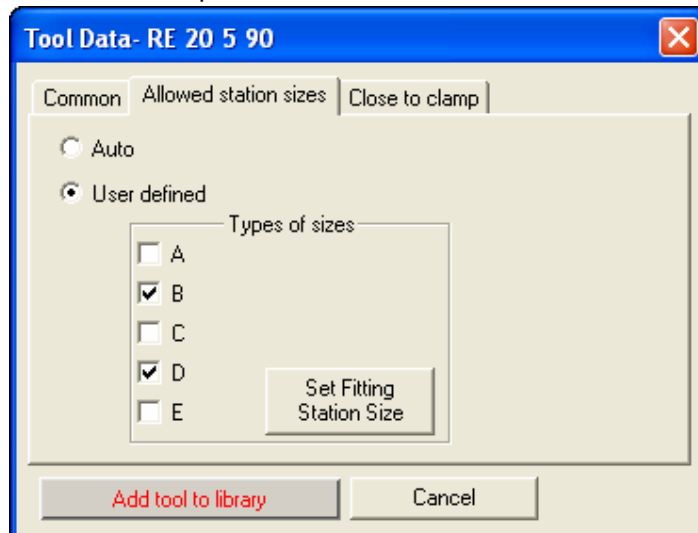 Tool Data- RE 20 5 90
Common Allowed station sizes Close to clamp
Auto
User defined
Types of sizes
A
B
C
D
E
Set Fitting
Station Size
Add tool to library Cancel